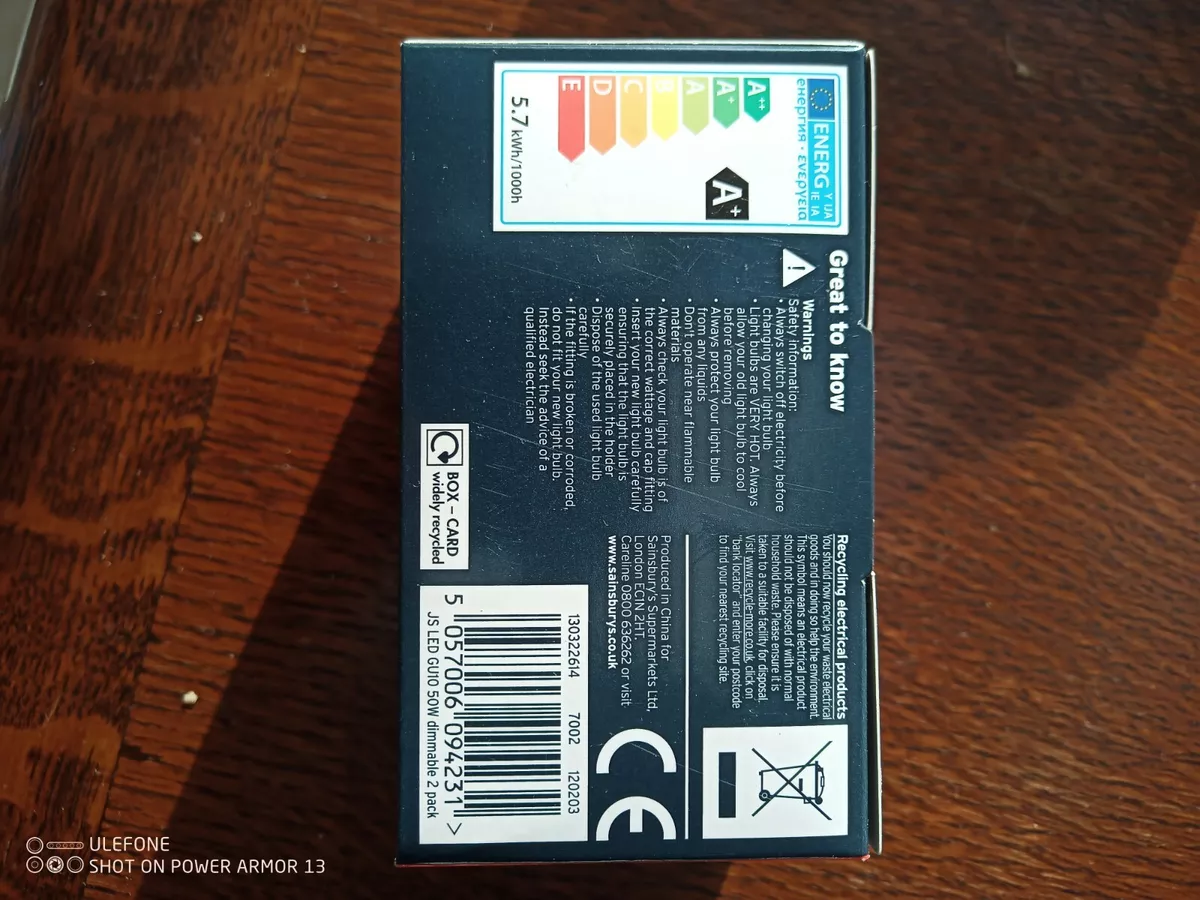 ENERG Y IJA IE IA
енергия · ενεργεια
A++
A+
A
B
C
D
E
A+
5.7 kWh/1000h
Great to know
Warnings
Safety information:
• Always switch off electricity before
changing your light bulb
• Light bulbs are VERY HOT. Always
allow your old light bulb to cool
before removing
• Always protect your light bulb
from any liquids
• Don't operate near flammable
materials
• Always check your light bulb is of
the correct wattage and cap fitting
• Insert your new light bulb carefully
ensuring that the light bulb is
securely placed in the holder
• Dispose of the used light bulb
carefully
• If the fitting is broken or corroded,
do not fit your new light bulb.
Instead seek the advice of a
qualified electrician
BOX – CARD
widely recycled
Recycling electrical products
You should now recycle your waste electrical
goods and in doing so help the environment.
This symbol means an electrical product
should not be disposed of with normal
household waste. Please ensure it is
taken to a suitable facility for disposal.
Visit www.recycle-more.co.uk, click on
"bank locator" and enter your postcode
to find your nearest recycling site.
Produced in China for
Sainsbury's Supermarkets Ltd,
London EC1N 2HT.
Careline 0800 636262 or visit
www.sainsburys.co.uk
CE
130322614 7002 120203
5 057006 094231 >
JS LED GU10 50W dimmable 2 pack
ULEFONE
SHOT ON POWER ARMOR 13